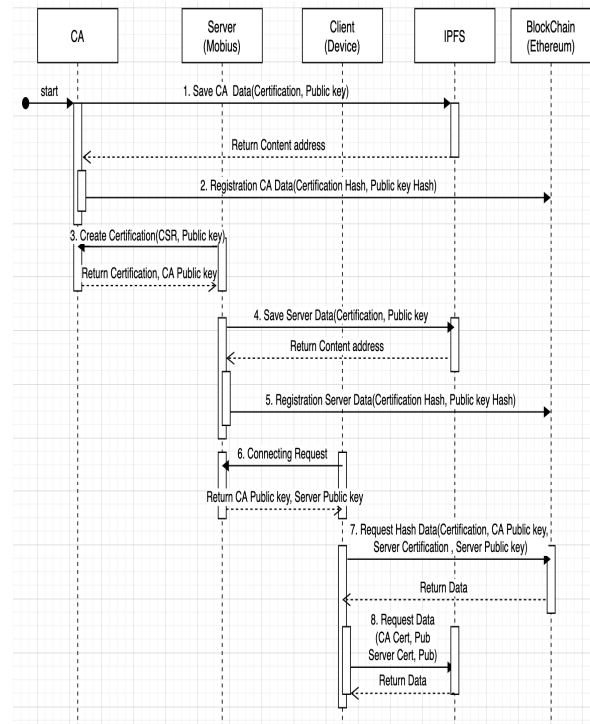 CA
Server
(Mobius)
Client
(Device)
IPFS
BlockChain
(Ethereum)
start
1. Save CA Data(Certification, Public key)
Return Content address
2. Registration CA Data(Certification Hash, Public key Hash)
3. Create Certification(CSR, Public key)
Return Certification, CA Public key
4. Save Server Data(Certification, Public key
Return Content address
5. Registration Server Data(Certification Hash, Public key Hash)
6. Connecting Request
Return CA Public key, Server Public key
7. Request Hash Data(Certification, CA Public key,
Server Certification , Server Public key)
Return Data
8. Request Data
(CA Cert, Pub
Server Cert, Pub)
Return Data